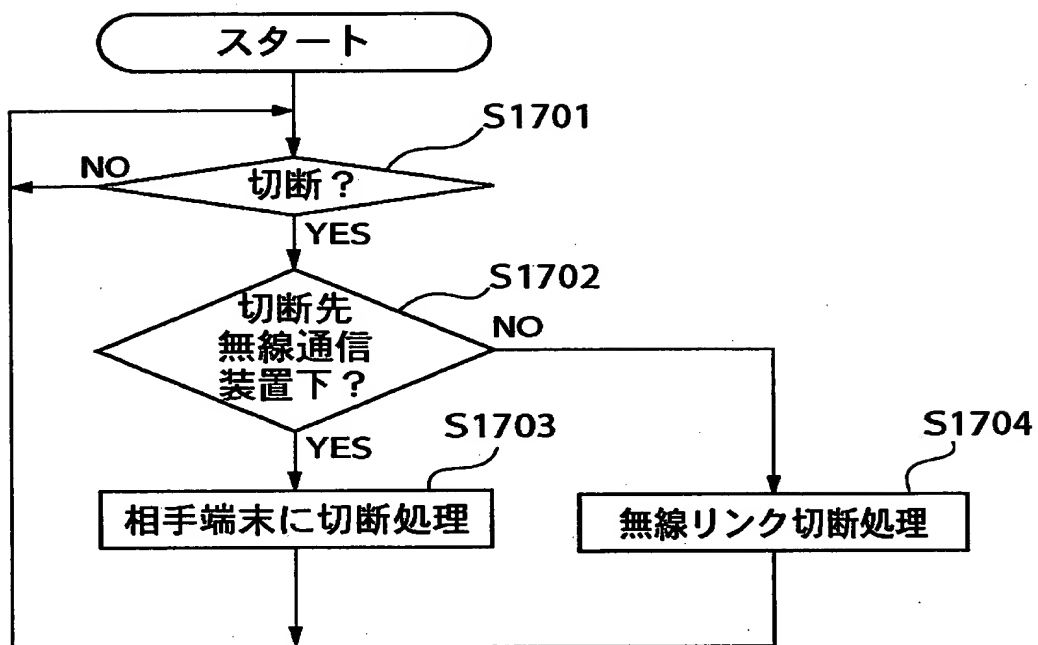 スタート
S1701
NO
切断？
YES
S1702
切断先
無線通信
装置下？
NO
YES
S1703
S1704
相手端末に切断処理
無線リンク切断処理